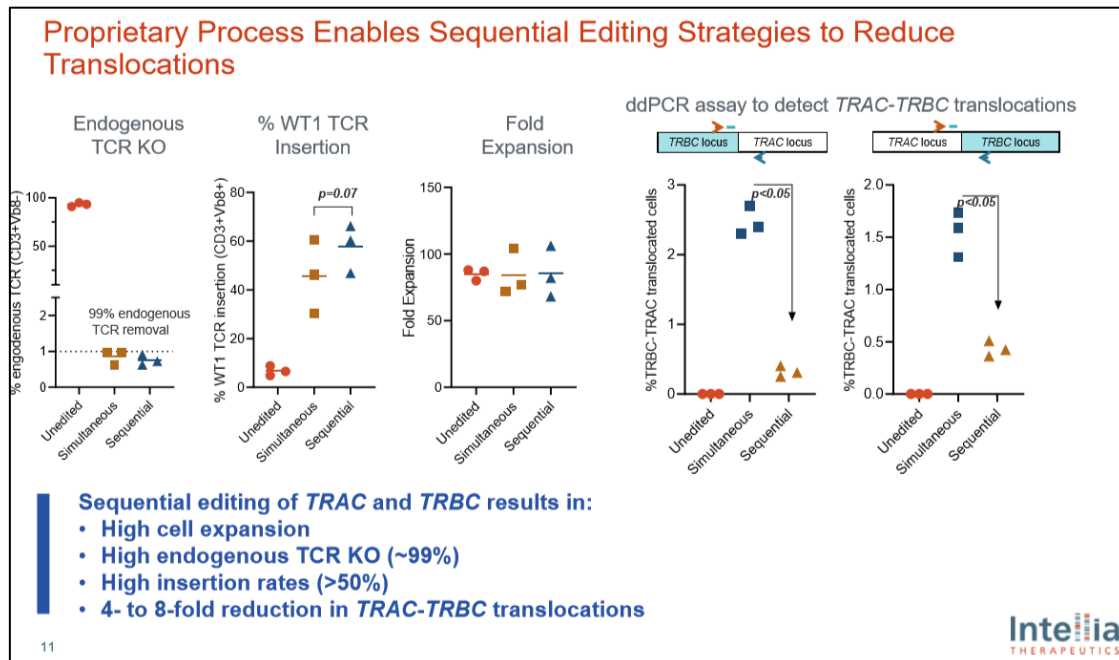 Proprietary Process Enables Sequential Editing Strategies to Reduce
Translocations
Endogenous
TCR KO
% engodenous TCR (CD3+Vb8-)
100
50
2
1
0
99% endogenous
TCR removal
Unedited
Simultaneous
Sequential
% WT1 TCR
Insertion
% WT1 TCR insertion (CD3+Vb8+)
80
60
40
20
0
p=0.07
Unedited
Simultaneous
Sequential
Fold
Expansion
Fold Expansion
150
100
50
0
Unedited
Simultaneous
Sequential
ddPCR assay to detect TRAC-TRBC translocations
TRBC locus
TRAC locus
%TRBC-TRAC translocated cells
3
2
1
0
p<0.05
Unedited
Simultaneous
Sequential
TRAC locus
TRBC locus
%TRBC-TRAC translocated cells
2.0
1.5
1.0
0.5
0.0
p<0.05
Unedited
Simultaneous
Sequential
Sequential editing of TRAC and TRBC results in:
• High cell expansion
• High endogenous TCR KO (~99%)
• High insertion rates (>50%)
• 4- to 8-fold reduction in TRAC-TRBC translocations
11
Intellia
THERAPEUTICS